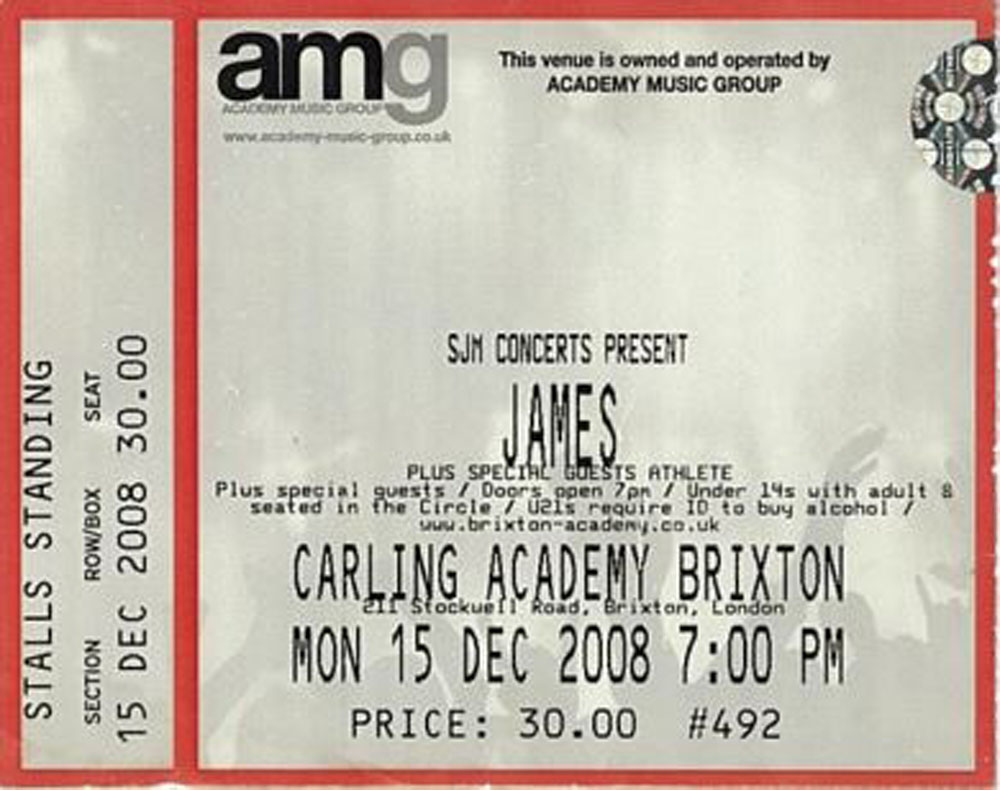 amg
ACADEMY MUSIC GROUP
www.academy-music-group.co.uk
This venue is owned and operated by
ACADEMY MUSIC GROUP
SJM CONCERTS PRESENT
JAMES
PLUS SPECIAL GUESTS ATHLETE
Plus special guests / Doors open 7pm / Under 14s with adult &
seated in the Circle / U21s require ID to buy alcohol /
www.brixton-academy.co.uk
CARLING ACADEMY BRIXTON
211 Stockwell Road, Brixton, London
MON 15 DEC 2008 7:00 PM
PRICE: 30.00 #492
STALLS STANDING
SECTION ROW/BOX SEAT
15 DEC 2008 30.00